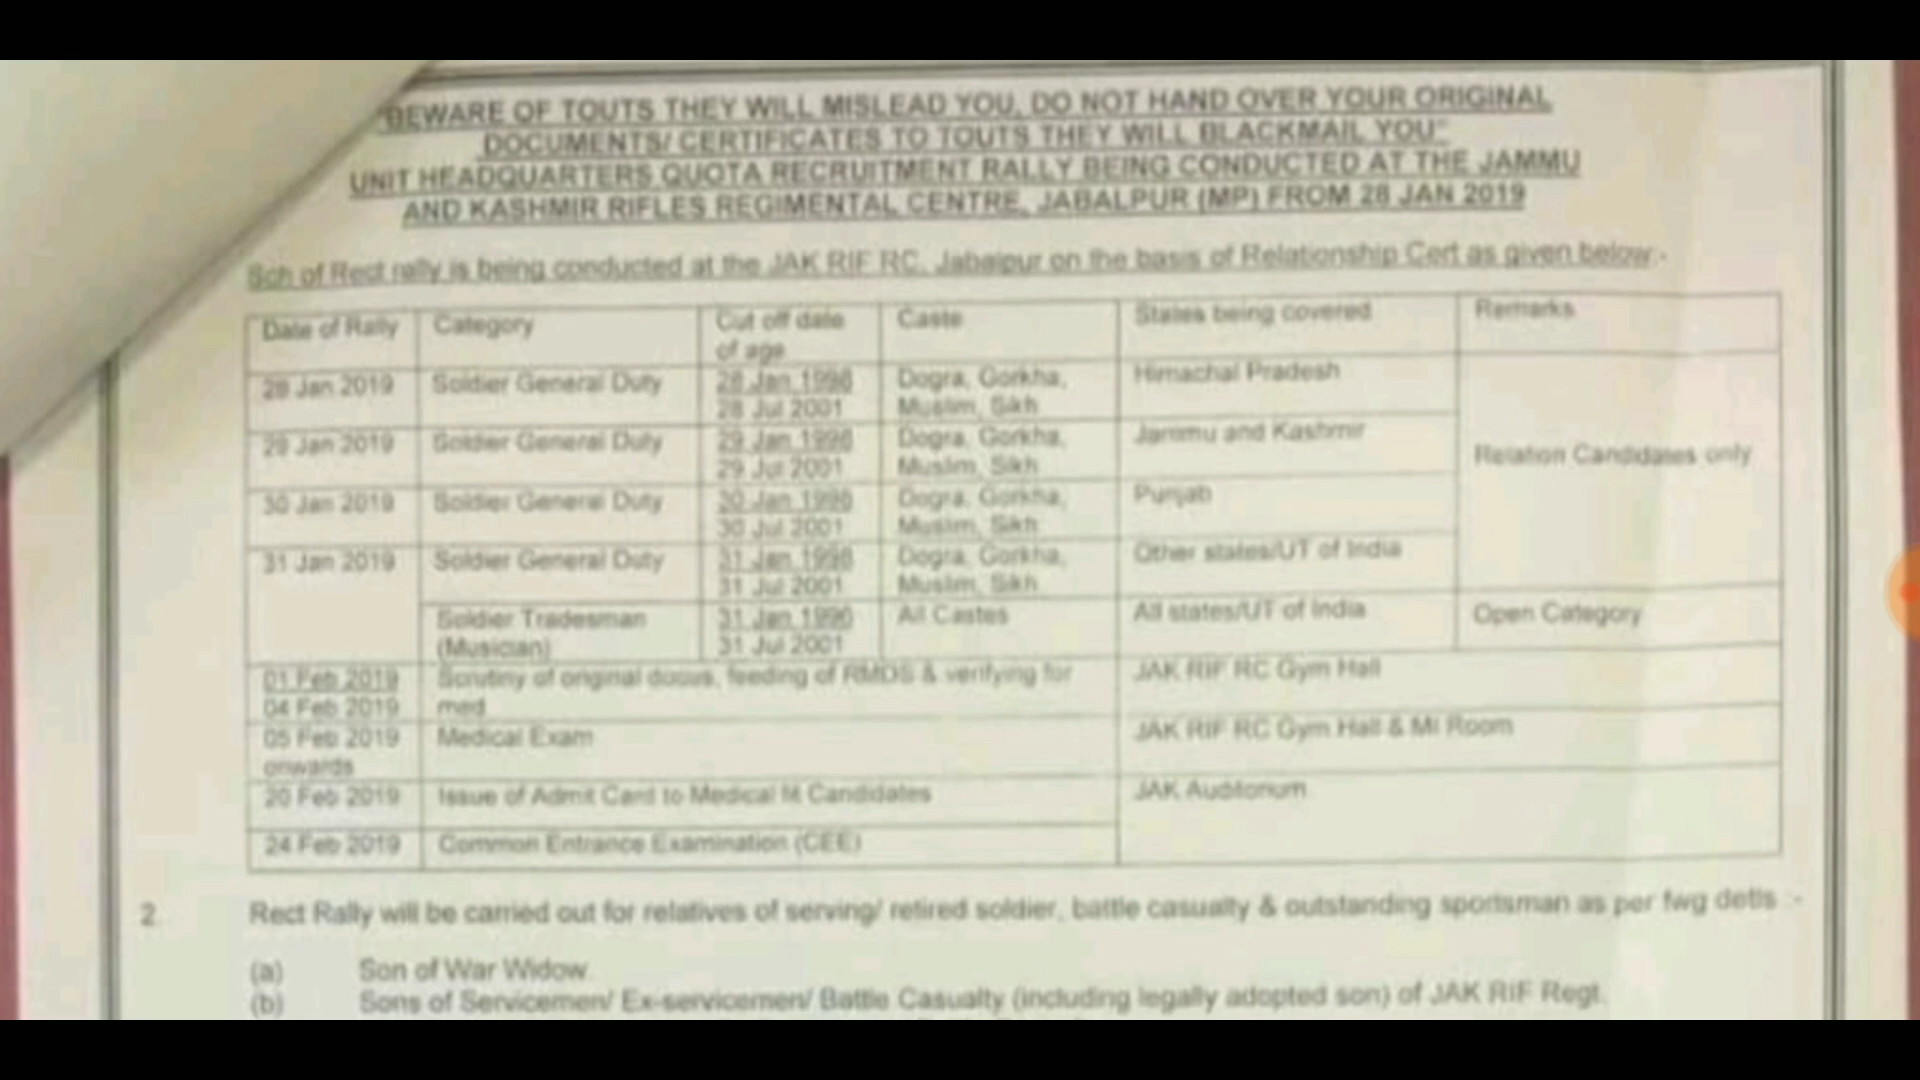 "BEWARE OF TOUTS THEY WILL MISLEAD YOU, DO NOT HAND OVER YOUR ORIGINAL
DOCUMENTS/ CERTIFICATES TO TOUTS THEY WILL BLACKMAIL YOU"
UNIT HEADQUARTERS QUOTA RECRUITMENT RALLY BEING CONDUCTED AT THE JAMMU
AND KASHMIR RIFLES REGIMENTAL CENTRE, JABALPUR (MP) FROM 28 JAN 2019
Sch of Rect rally is being conducted at the JAK RIF RC, Jabalpur on the basis of Relationship Cert as given below:-
Date of Rally Category Cut off date of age Caste States being covered Remarks
28 Jan 2019 Soldier General Duty 28 Jan 1998 Dogra, Gorkha, Himachal Pradesh
28 Jul 2001 Muslim, Sikh
29 Jan 2019 Soldier General Duty 29 Jan 1998 Dogra, Gorkha, Jammu and Kashmir
29 Jul 2001 Muslim, Sikh Relation Candidates only
30 Jan 2019 Soldier General Duty 30 Jan 1998 Dogra, Gorkha, Punjab
30 Jul 2001 Muslim, Sikh
31 Jan 2019 Soldier General Duty 31 Jan 1998 Dogra, Gorkha, Other states/UT of India
31 Jul 2001 Muslim, Sikh
Soldier Tradesman 31 Jan 1996 All Castes All states/UT of India Open Category
(Musician) 31 Jul 2001
01 Feb 2019 Scrutiny of original docus, feeding of RMDS & verifying for JAK RIF RC Gym Hall
04 Feb 2019 med
05 Feb 2019 Medical Exam JAK RIF RC Gym Hall & MI Room
onwards
20 Feb 2019 Issue of Admit Card to Medical fit Candidates JAK Auditorium
24 Feb 2019 Common Entrance Examination (CEE)
2. Rect Rally will be carried out for relatives of serving/ retired soldier, battle casualty & outstanding sportsman as per fwg detls :-
(a) Son of War Widow.
(b) Sons of Servicemen/ Ex-servicemen/ Battle Casualty (including legally adopted son) of JAK RIF Regt.